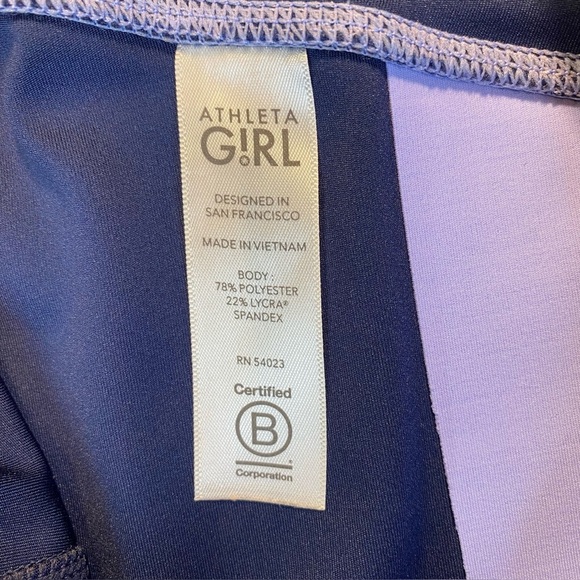 ATHLETA
G!RL
DESIGNED IN
SAN FRANCISCO
MADE IN VIETNAM
BODY :
78% POLYESTER
22% LYCRA®
SPANDEX
RN 54023
Certified
B
Corporation